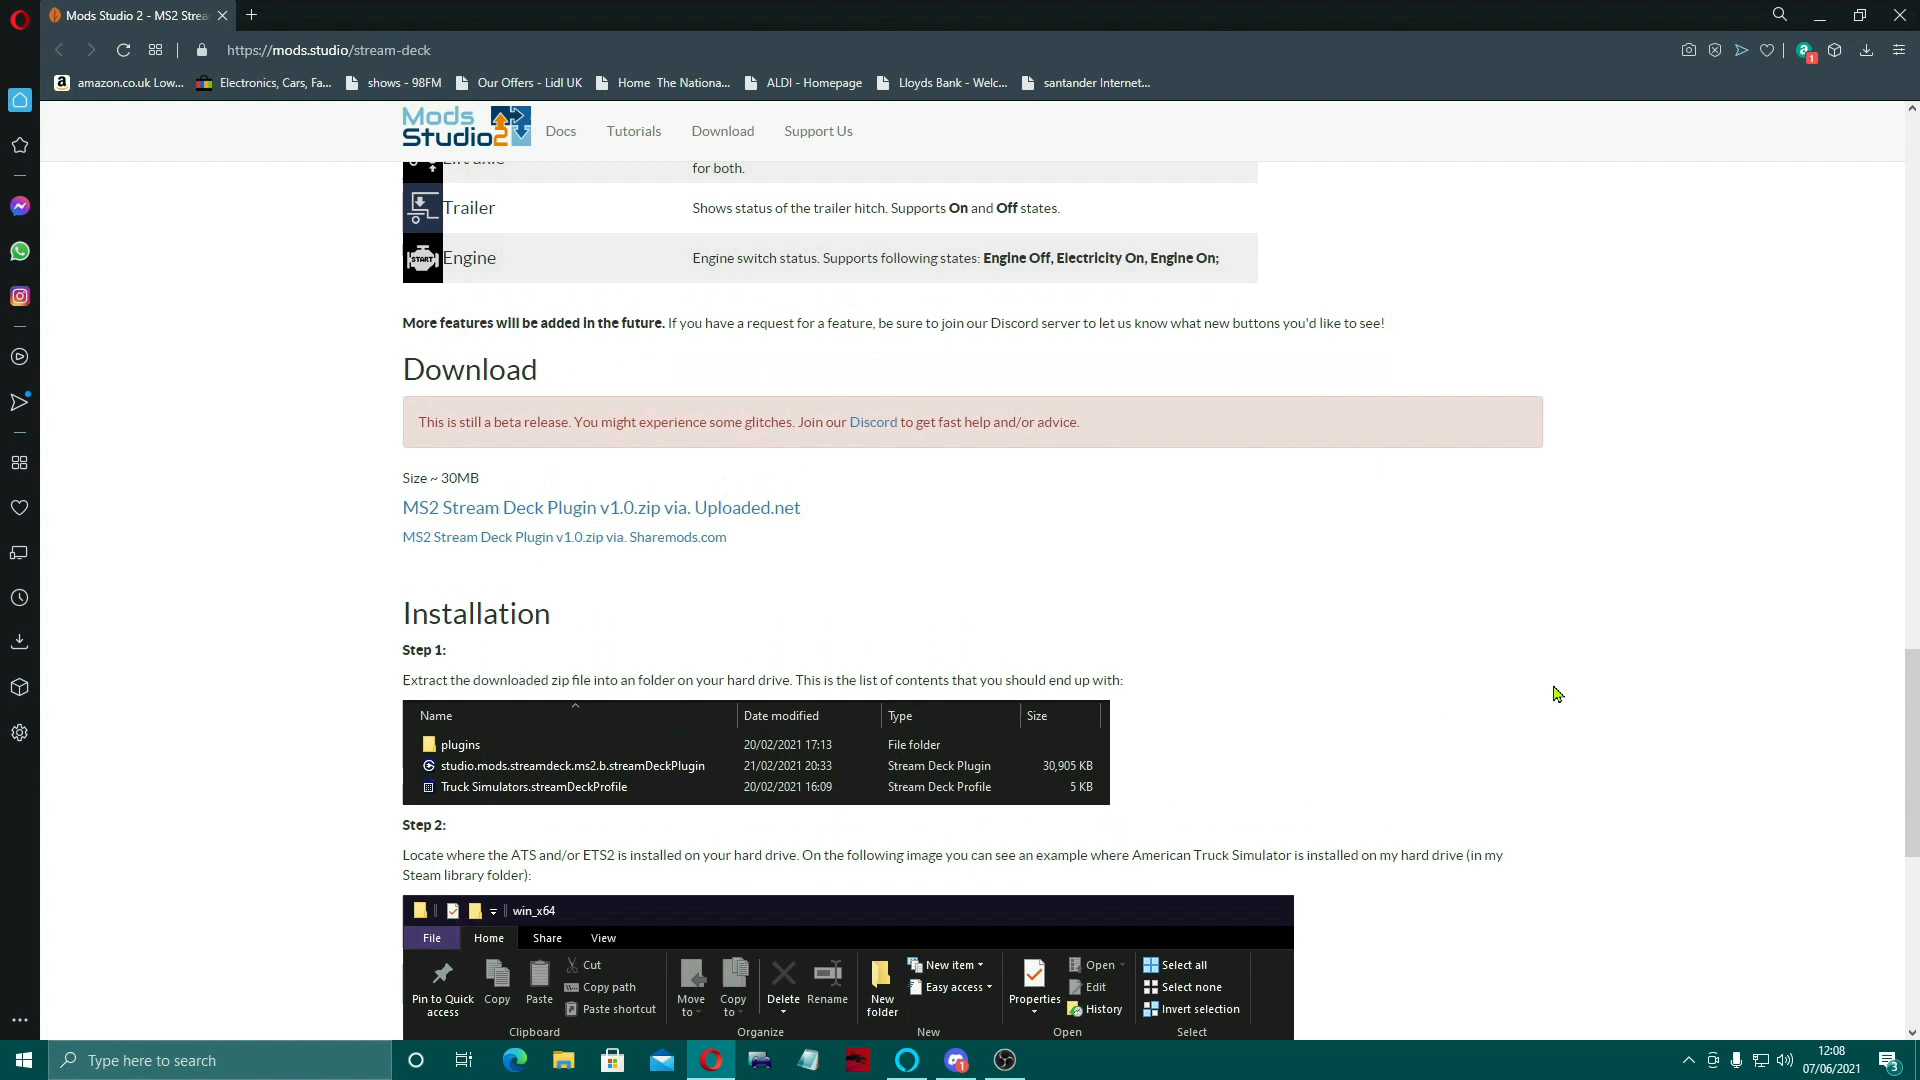 Mods Studio 2 - MS2 Strea
https://mods.studio/stream-deck
1
amazon.co.uk Low...
Electronics, Cars, Fa...
shows - 98FM
Our Offers - Lidl UK
Home The Nationa...
ALDI - Homepage
Lloyds Bank - Welc...
santander Internet...
Mods
Studio2
Docs
Tutorials
Download
Support Us
for both.
Trailer
Shows status of the trailer hitch. Supports On and Off states.
START
Engine
Engine switch status. Supports following states: Engine Off, Electricity On, Engine On;
More features will be added in the future. If you have a request for a feature, be sure to join our Discord server to let us know what new buttons you'd like to see!
Download
This is still a beta release. You might experience some glitches. Join our Discord to get fast help and/or advice.
Size ~ 30MB
MS2 Stream Deck Plugin v1.0.zip via. Uploaded.net
MS2 Stream Deck Plugin v1.0.zip via. Sharemods.com
Installation
Step 1:
Extract the downloaded zip file into an folder on your hard drive. This is the list of contents that you should end up with:
Name Date modified Type Size
plugins 20/02/2021 17:13 File folder
studio.mods.streamdeck.ms2.b.streamDeckPlugin 21/02/2021 20:33 Stream Deck Plugin 30,905 KB
Truck Simulators.streamDeckProfile 20/02/2021 16:09 Stream Deck Profile 5 KB
Step 2:
Locate where the ATS and/or ETS2 is installed on your hard drive. On the following image you can see an example where American Truck Simulator is installed on my hard drive (in my
Steam library folder):
win_x64
File Home Share View
Pin to Quick
access
Copy
Paste
Cut
Copy path
Paste shortcut
Clipboard
Move
to
Copy
to
Delete
Rename
Organize
New
folder
New item
Easy access
New
Properties
Open
Edit
History
Open
Select all
Select none
Invert selection
Select
Type here to search
1
12:08
07/06/2021
3